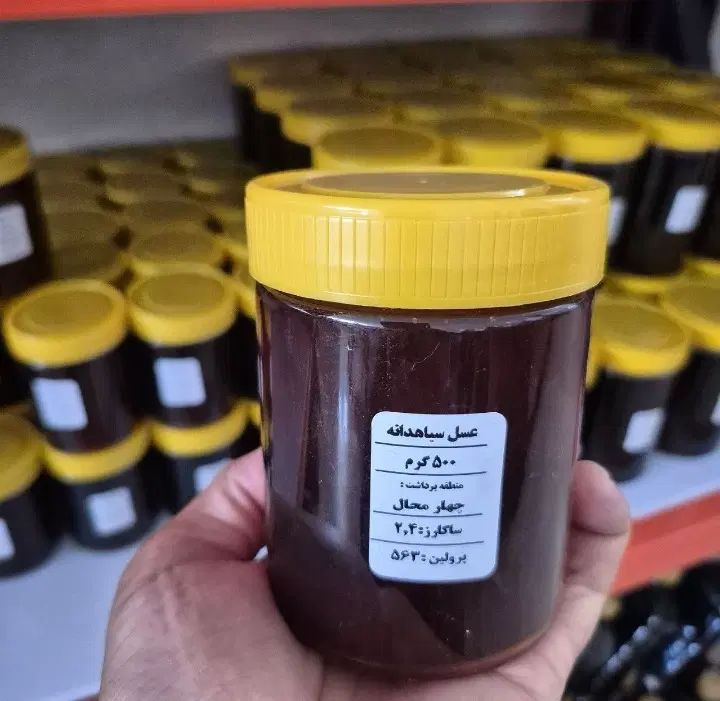 عسل سیاهدانه
۵۰۰ گرم
منطقه برداشت :
چهار محال
ساکارز: ۲,۴
پرولین : ۵۶۳